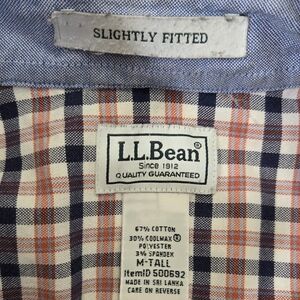 SLIGHTLY FITTED
L.L.Bean®
Since 1912
QUALITY GUARANTEED
67% COTTON
30% COOLMAX®
POLYESTER
3% SPANDEX
M-TALL
ItemID 500692
MADE IN SRI LANKA
CARE ON REVERSE